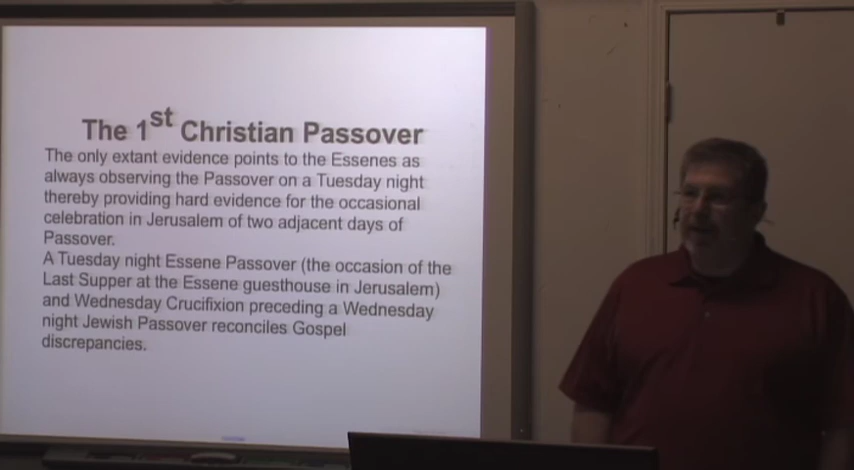 The 1st Christian Passover
The only extant evidence points to the Essenes as
always observing the Passover on a Tuesday night
thereby providing hard evidence for the occasional
celebration in Jerusalem of two adjacent days of
Passover.
A Tuesday night Essene Passover (the occasion of the
Last Supper at the Essene guesthouse in Jerusalem)
and Wednesday Crucifixion preceding a Wednesday
night Jewish Passover reconciles Gospel
discrepancies.